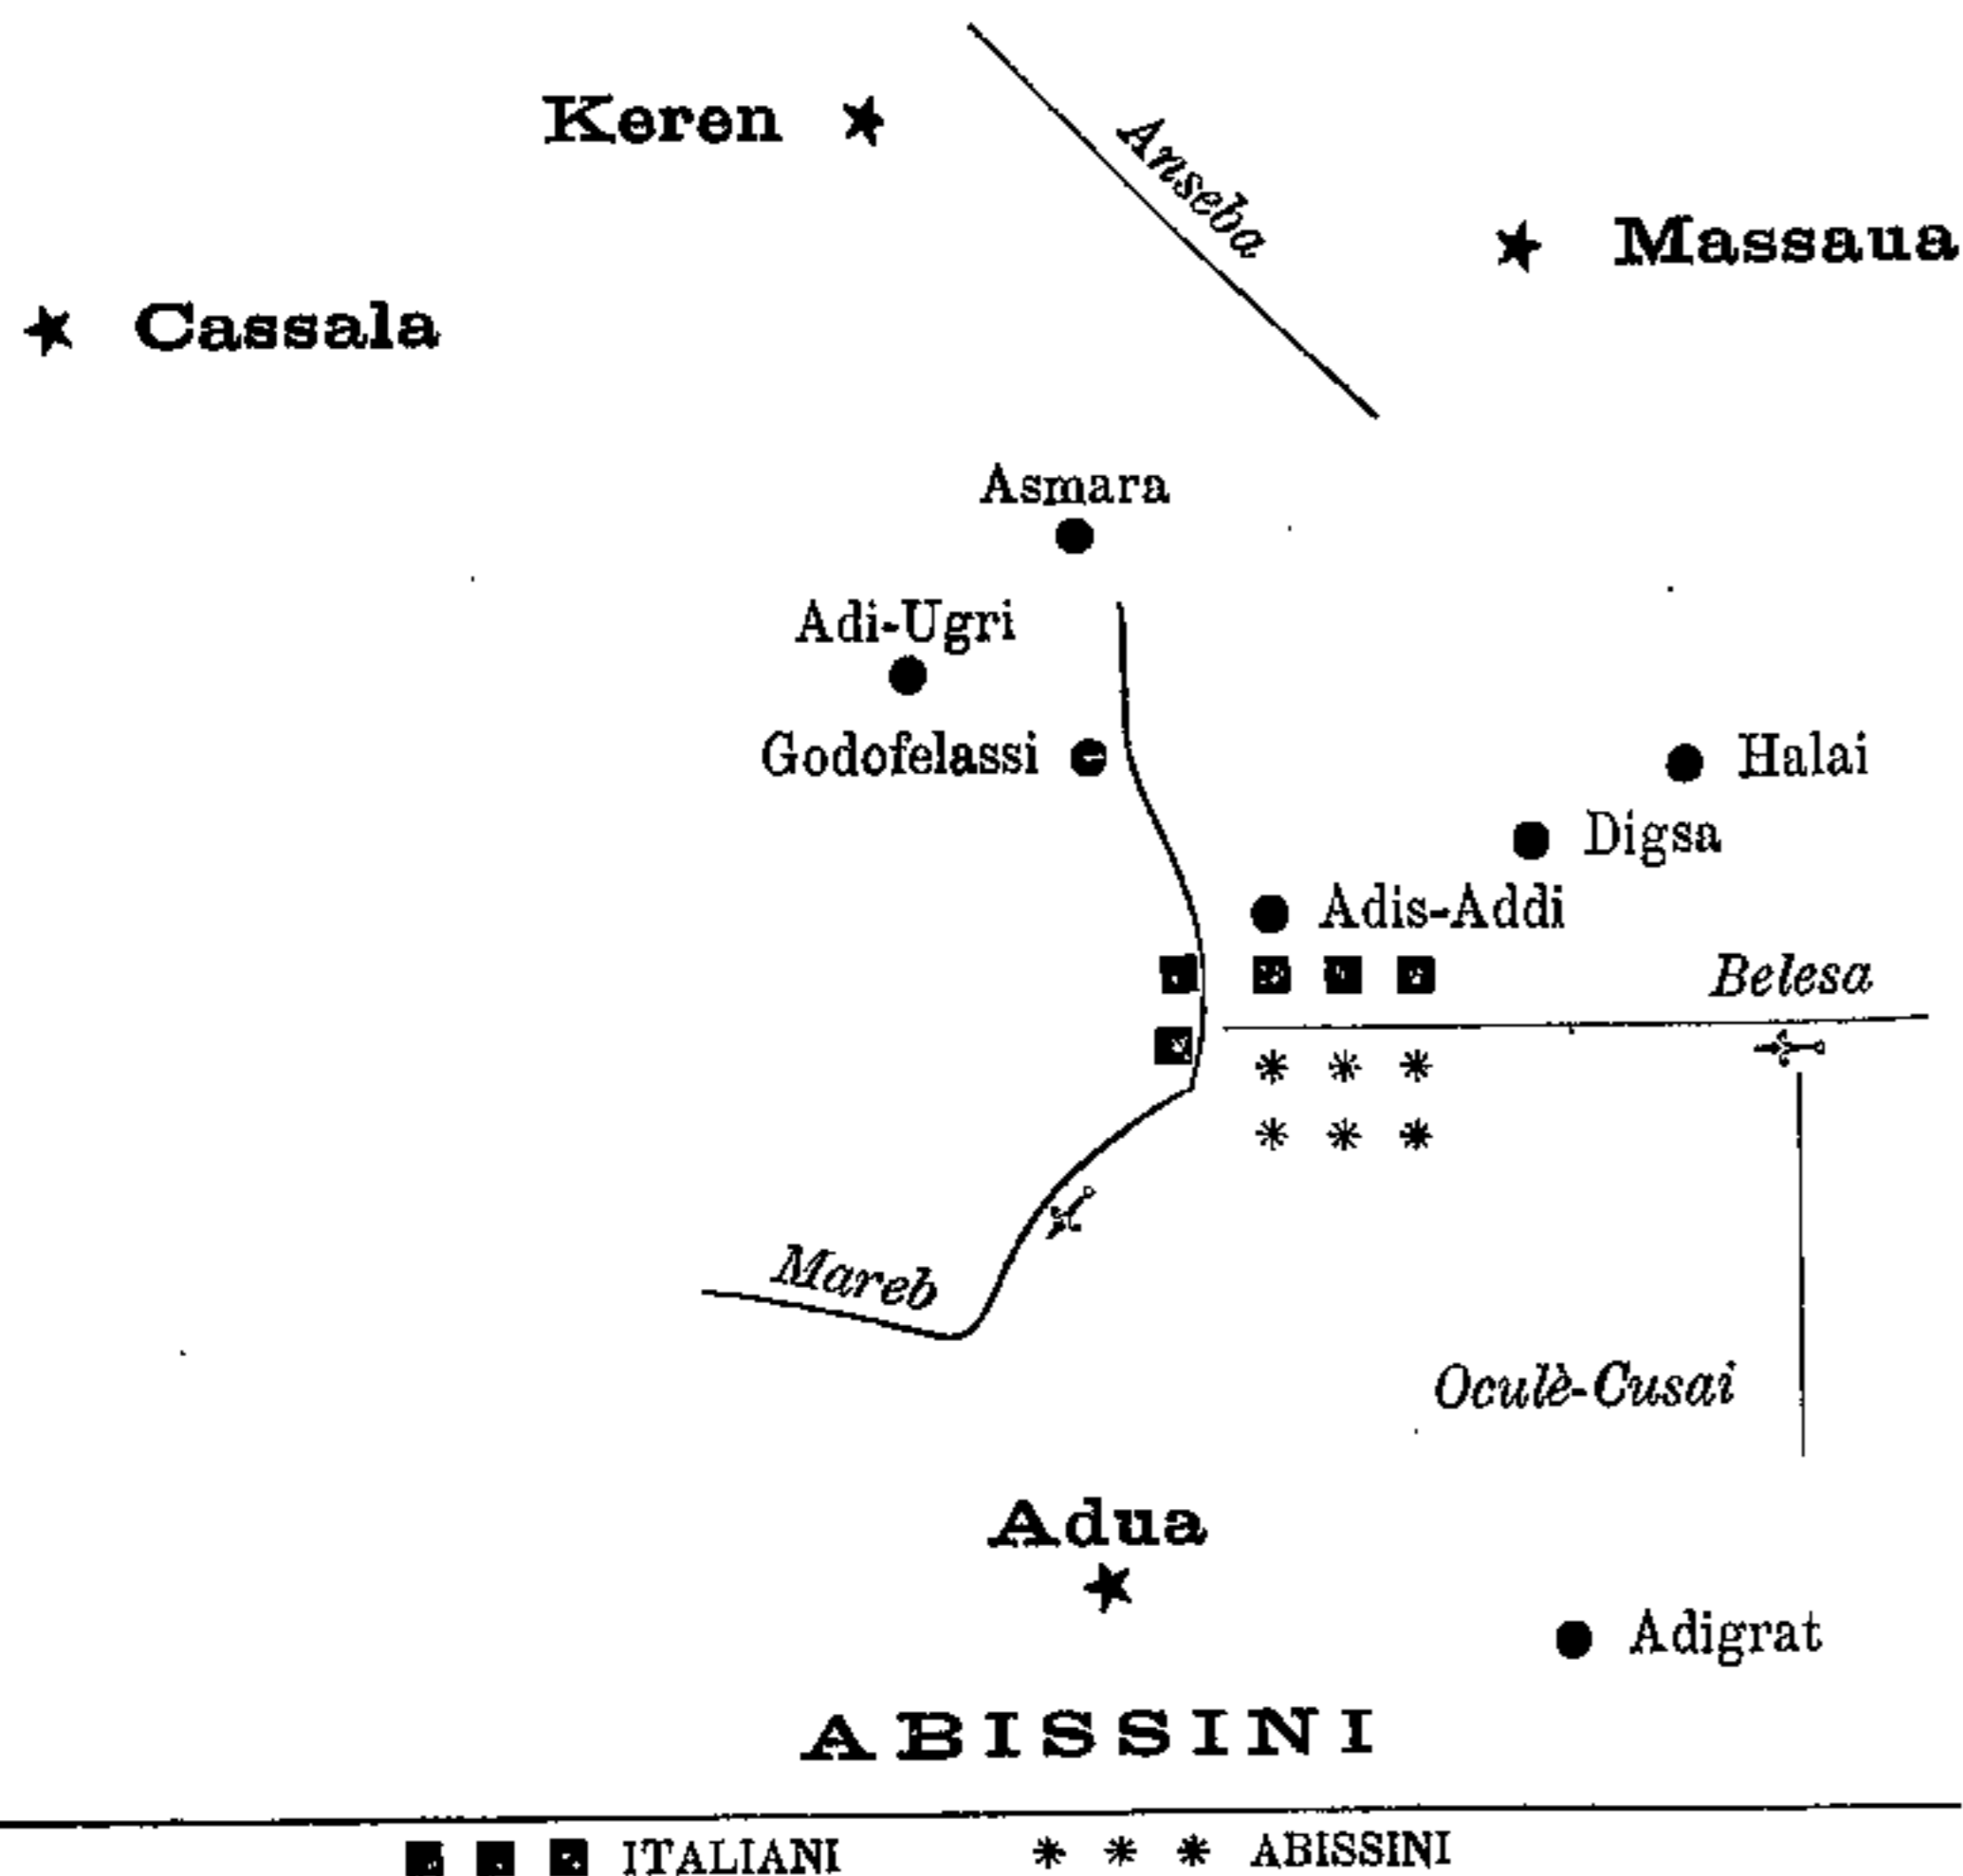 Keren
Anseba
Massaua
Cassala
Asmara
Adi-Ugri
Godofelassi
Halai
Digsa
Adis-Addi
Belesa
Mareb
Oculè-Cusai
Adua
Adigrat
ABISSINI
ITALIANI
ABISSINI